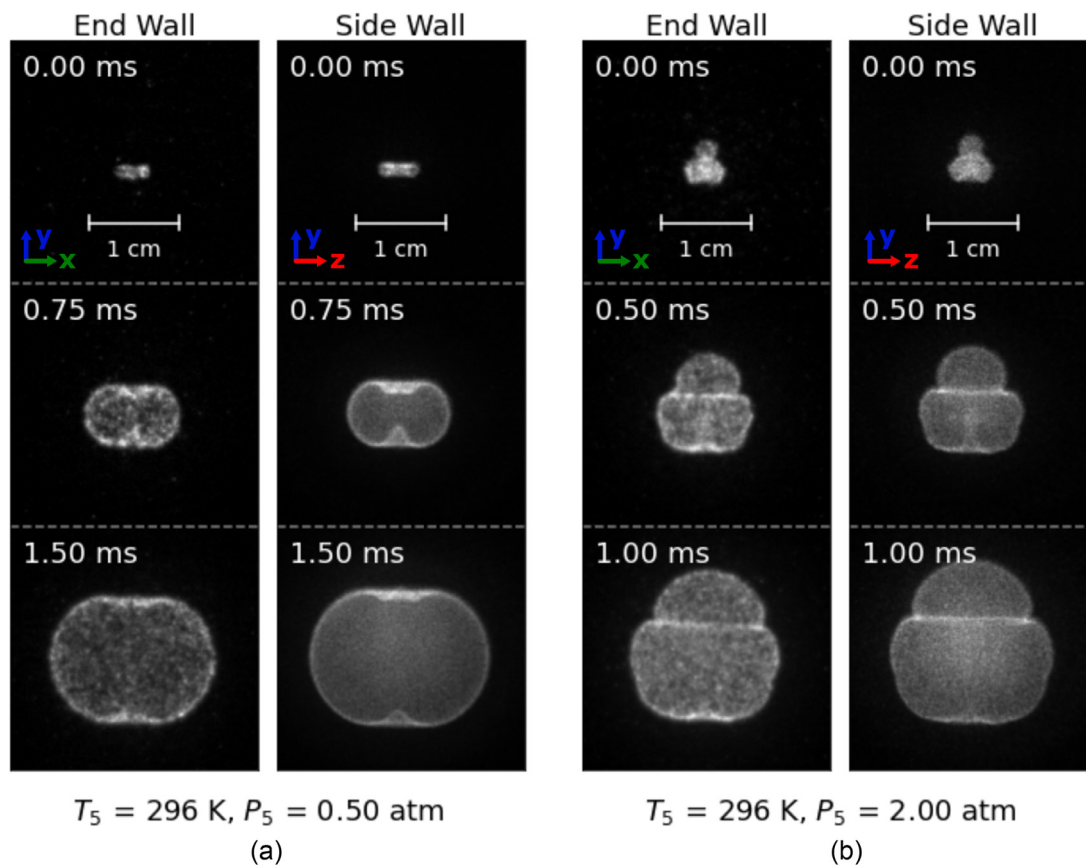 End Wall Side Wall End Wall Side Wall
0.00 ms 0.00 ms 0.00 ms 0.00 ms
y y y y
x 1 cm z 1 cm x 1 cm z 1 cm
0.75 ms 0.75 ms 0.50 ms 0.50 ms
1.50 ms 1.50 ms 1.00 ms 1.00 ms
T₅ = 296 K, P₅ = 0.50 atm T₅ = 296 K, P₅ = 2.00 atm
(a) (b)